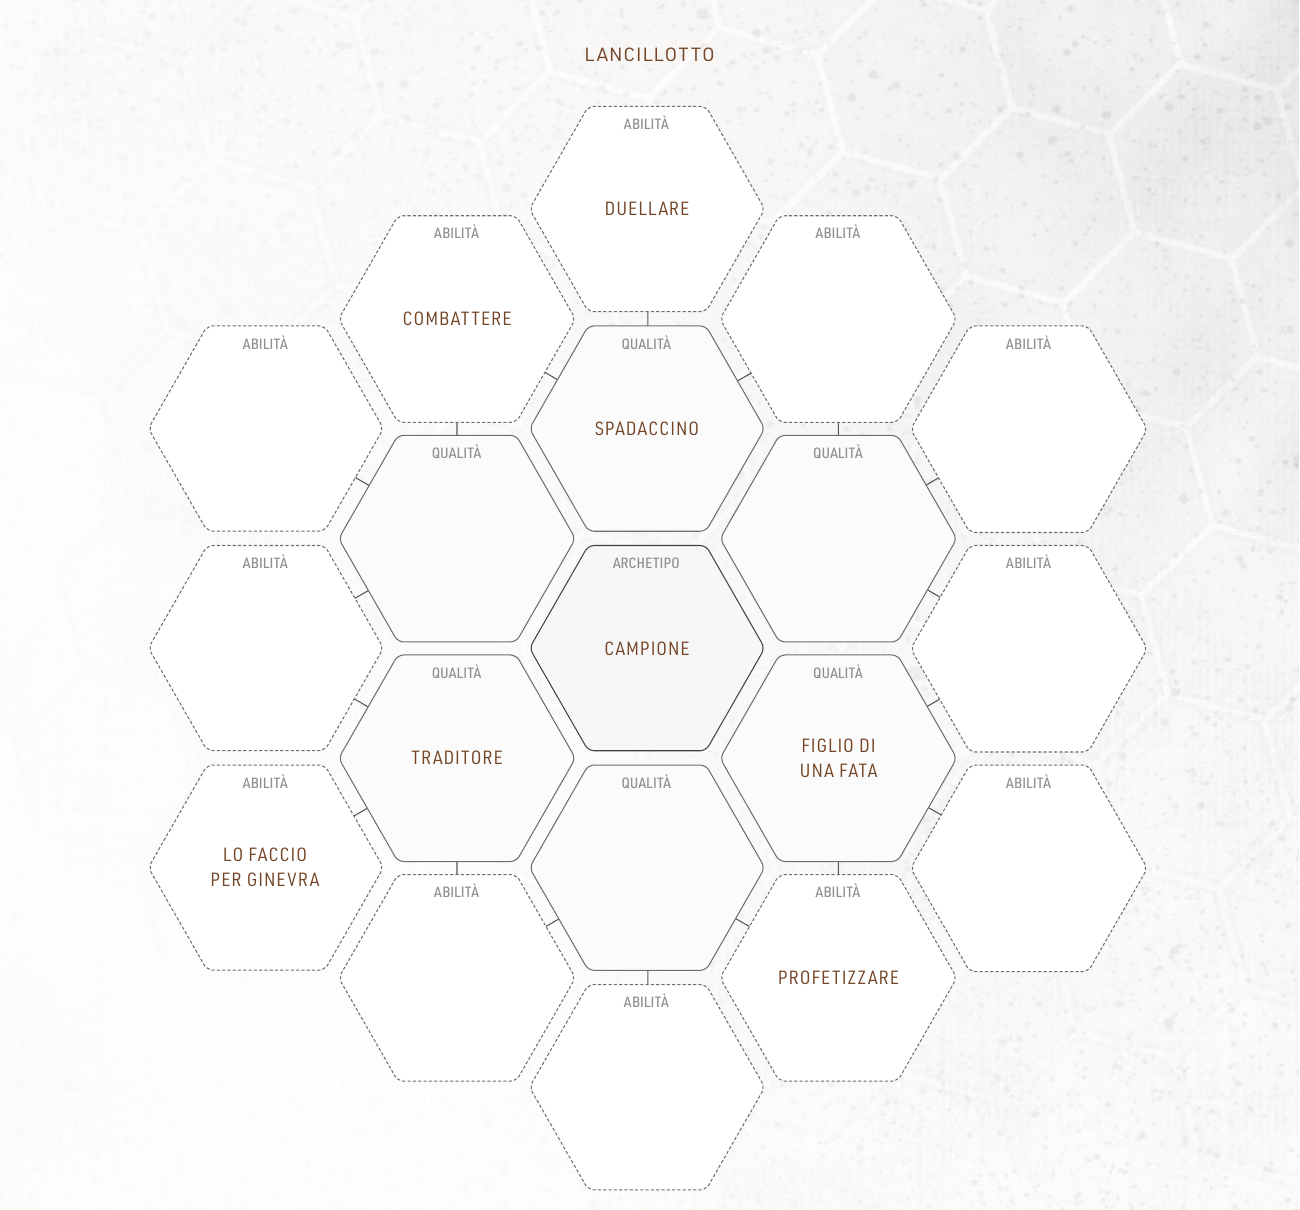 LANCILLOTTO
ABILITÀ
DUELLARE
ABILITÀ
COMBATTERE
ABILITÀ
ABILITÀ
QUALITÀ
SPADACCINO
ABILITÀ
QUALITÀ
QUALITÀ
ABILITÀ
ARCHETIPO
CAMPIONE
ABILITÀ
QUALITÀ
TRADITORE
QUALITÀ
FIGLIO DI
UNA FATA
ABILITÀ
LO FACCIO
PER GINEVRA
QUALITÀ
ABILITÀ
ABILITÀ
ABILITÀ
PROFETIZZARE
ABILITÀ